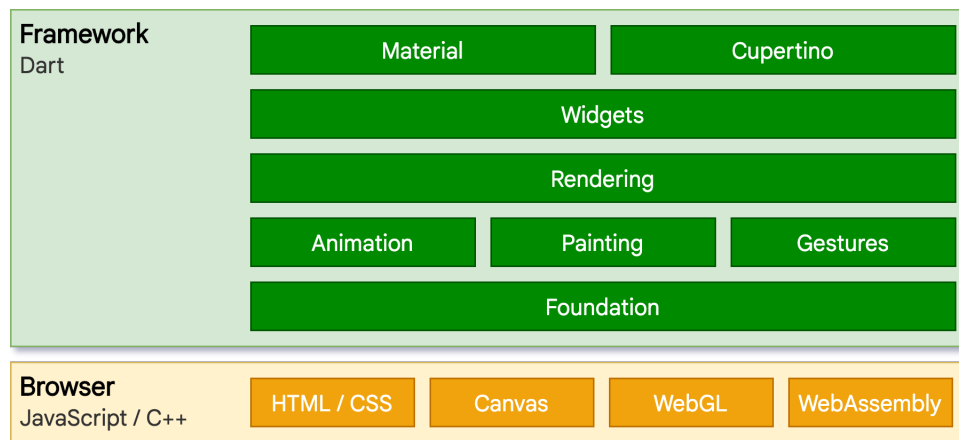 Framework
Dart
Material
Cupertino
Widgets
Rendering
Animation
Painting
Gestures
Foundation
Browser
JavaScript / C++
HTML / CSS
Canvas
WebGL
WebAssembly